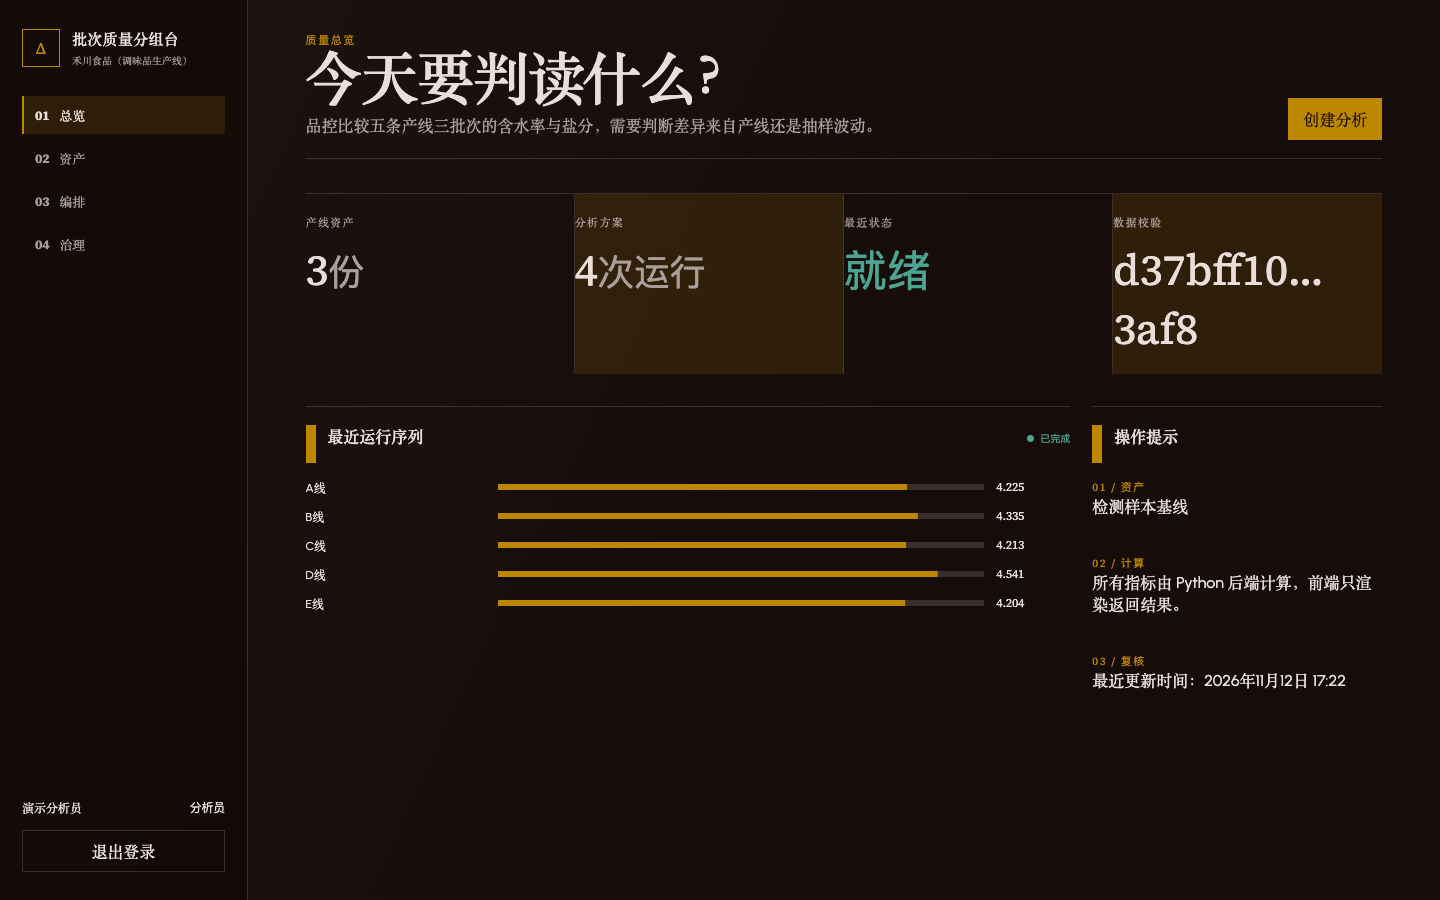 Δ
批次质量分组台
禾川食品（调味品生产线）
01 总览
02 资产
03 编排
04 治理
演示分析员 分析员
退出登录
质量总览
今天要判读什么?
品控比较五条产线三批次的含水率与盐分，需要判断差异来自产线还是抽样波动。
创建分析
产线资产
3份
分析方案
4次运行
最近状态
就绪
数据校验
d37bff10…
3af8
最近运行序列
已完成
A线 4.225
B线 4.335
C线 4.213
D线 4.541
E线 4.204
操作提示
01 / 资产
检测样本基线
02 / 计算
所有指标由 Python 后端计算，前端只渲
染返回结果。
03 / 复核
最近更新时间：2026年11月12日 17:22